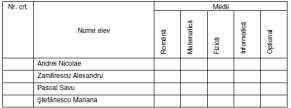 Nr. crt.
Nume elev
Medii
Română
Matematică
Fizică
Informatică
Opțional
Andrei Nicolae
Zamfirescu Alexandru
Pascal Savu
Ștefănescu Mariana